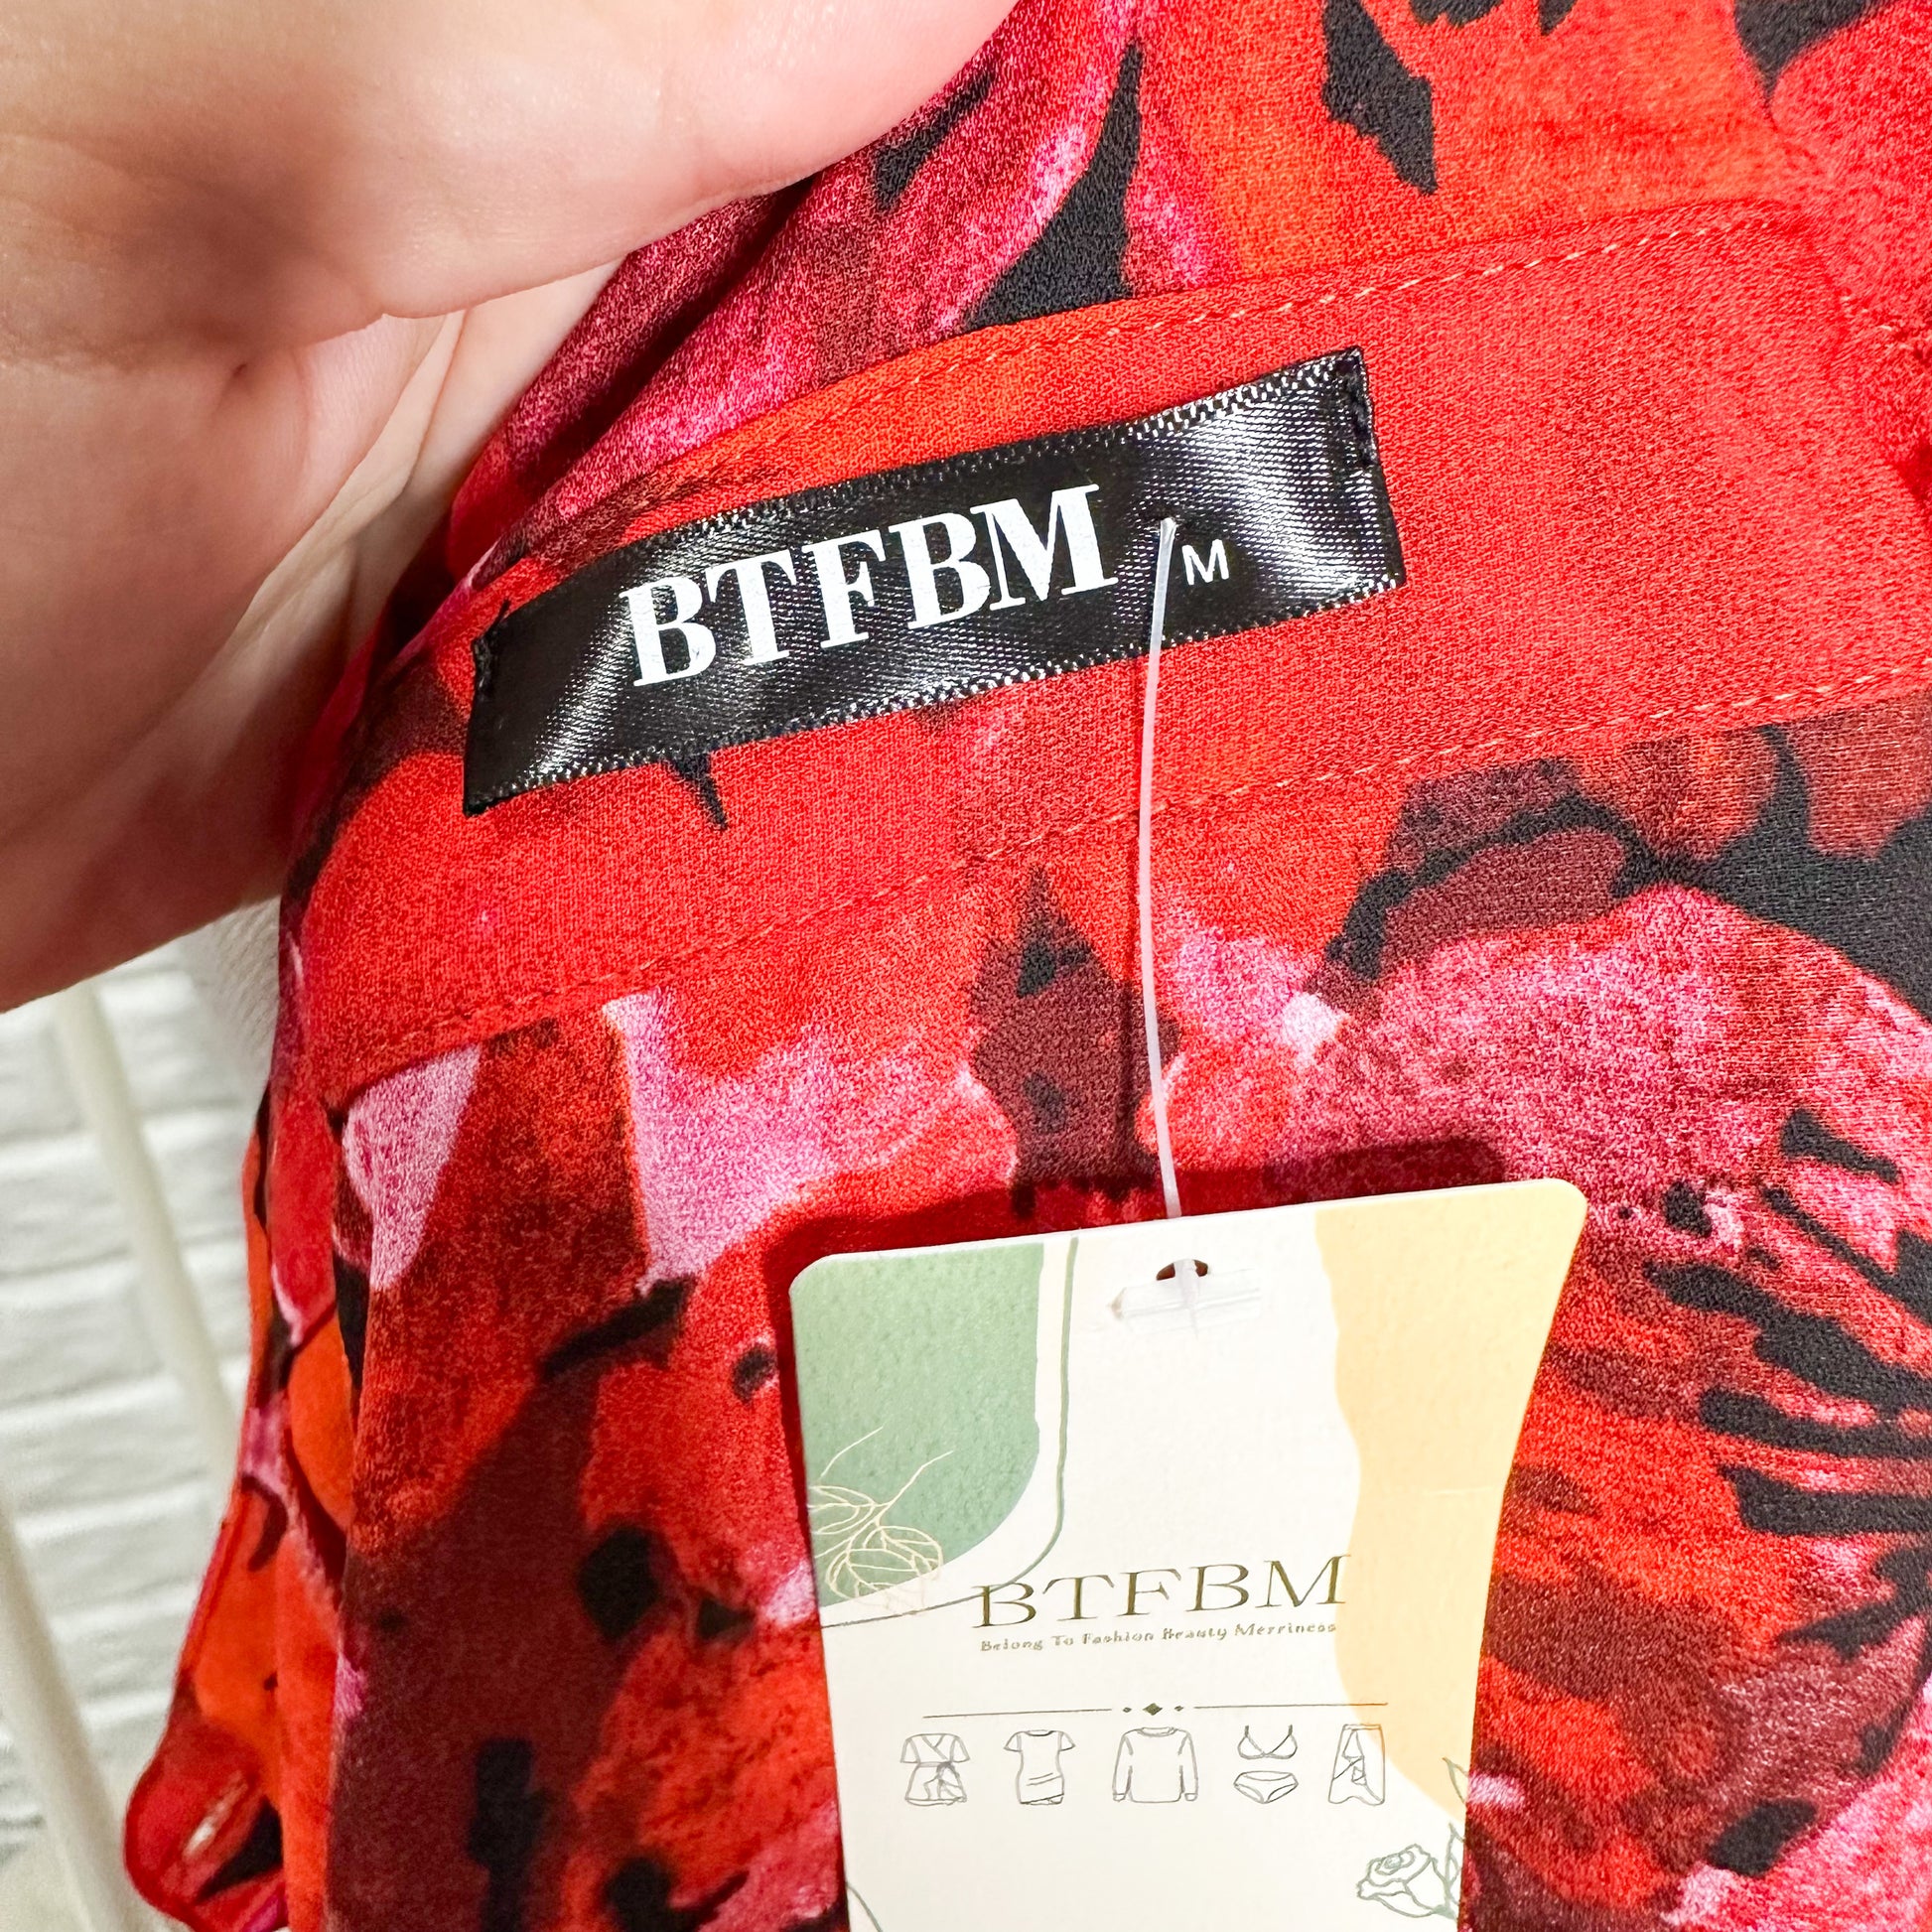 BTFBM M
BTFBM
Belong To Fashion Beauty Merriness